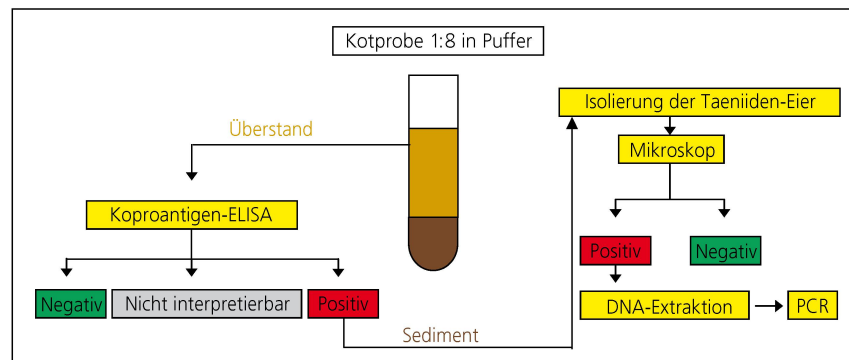 Kotprobe 1:8 in Puffer
Überstand
Koproantigen-ELISA
Negativ
Nicht interpretierbar
Positiv
Sediment
Isolierung der Taeniiden-Eier
Mikroskop
Positiv
Negativ
DNA-Extraktion
PCR